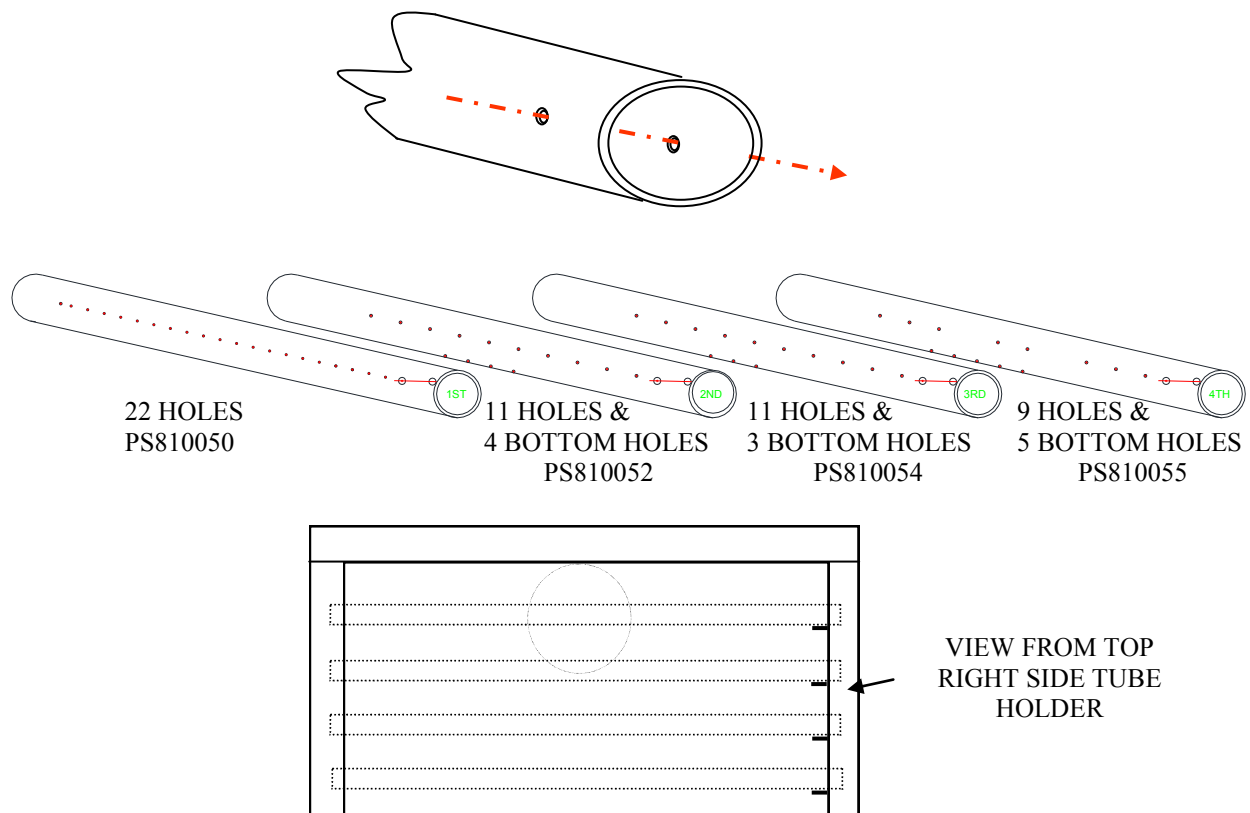 1ST
2ND
3RD
4TH
22 HOLES
PS810050
11 HOLES &
4 BOTTOM HOLES
PS810052
11 HOLES &
3 BOTTOM HOLES
PS810054
9 HOLES &
5 BOTTOM HOLES
PS810055
VIEW FROM TOP
RIGHT SIDE TUBE
HOLDER